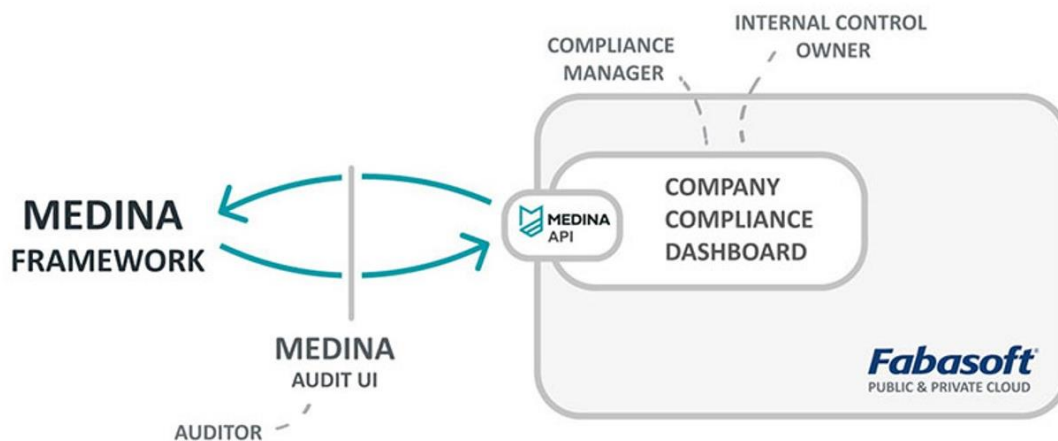 INTERNAL CONTROL
OWNER
COMPLIANCE
MANAGER
MEDINA
FRAMEWORK
MEDINA
API
COMPANY
COMPLIANCE
DASHBOARD
MEDINA
AUDIT UI
AUDITOR
Fabasoft®
PUBLIC & PRIVATE CLOUD